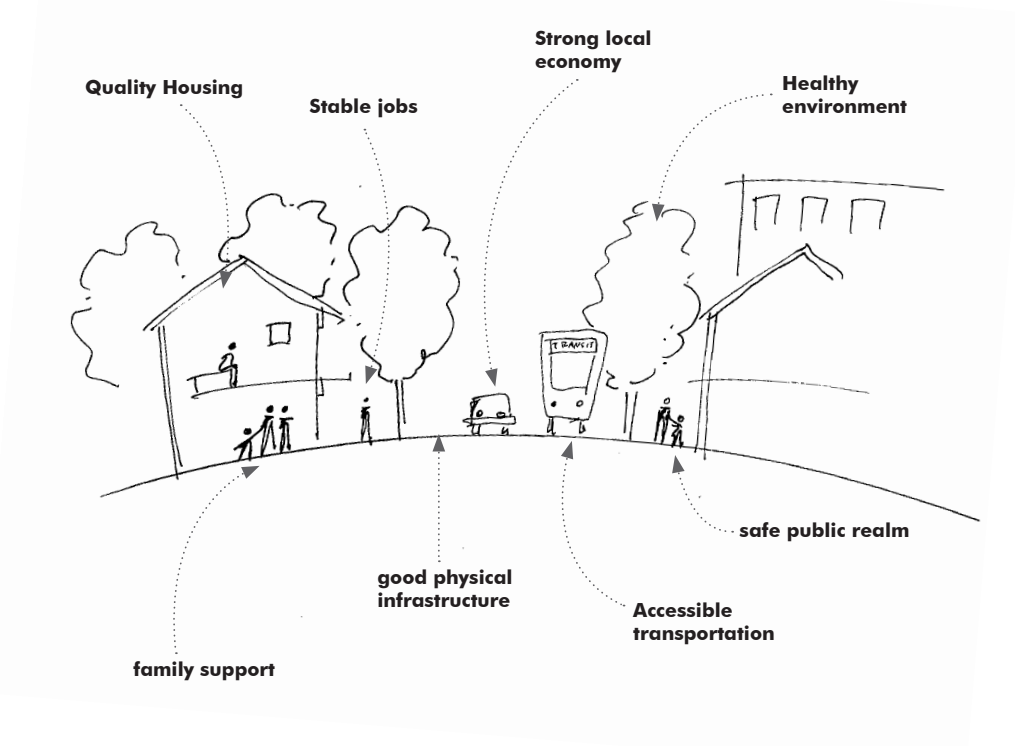 Strong local
economy
Quality Housing
Stable jobs
Healthy
environment
TRANSIT
safe public realm
good physical
infrastructure
Accessible
transportation
family support